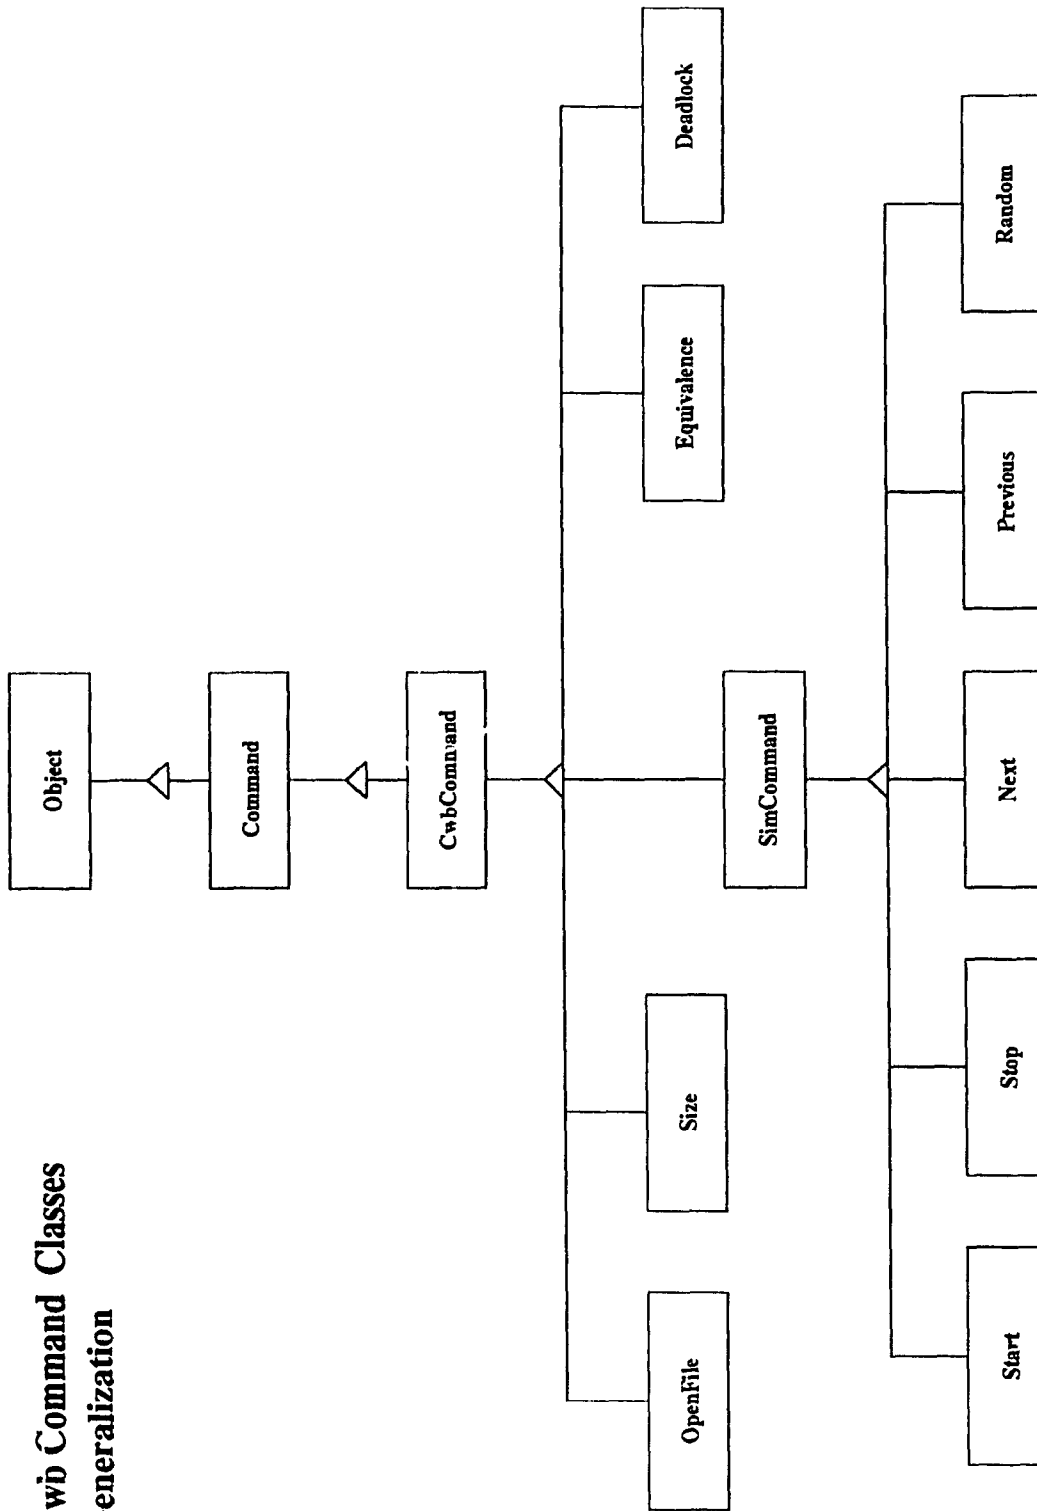 wb Command Classes
eneralization
Object
Command
CwbCommand
OpenFile
Size
Equivalence
Deadlock
SimCommand
Start
Stop
Next
Previous
Random